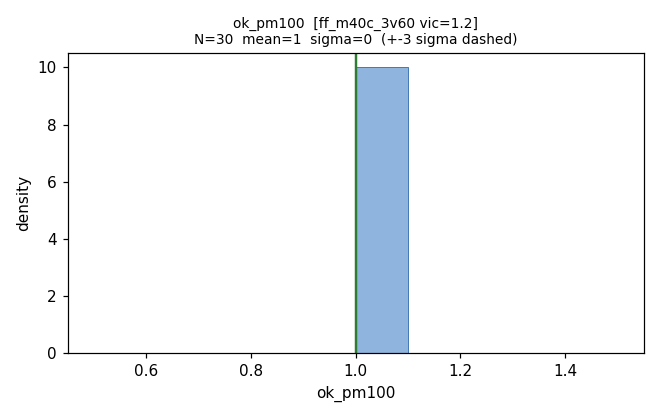 ok_pm100  [ff_m40c_3v60 vic=1.2]
N=30  mean=1  sigma=0  (+-3 sigma dashed)
10
8
6
4
2
0
density
0.6
0.8
1.0
1.2
1.4
ok_pm100